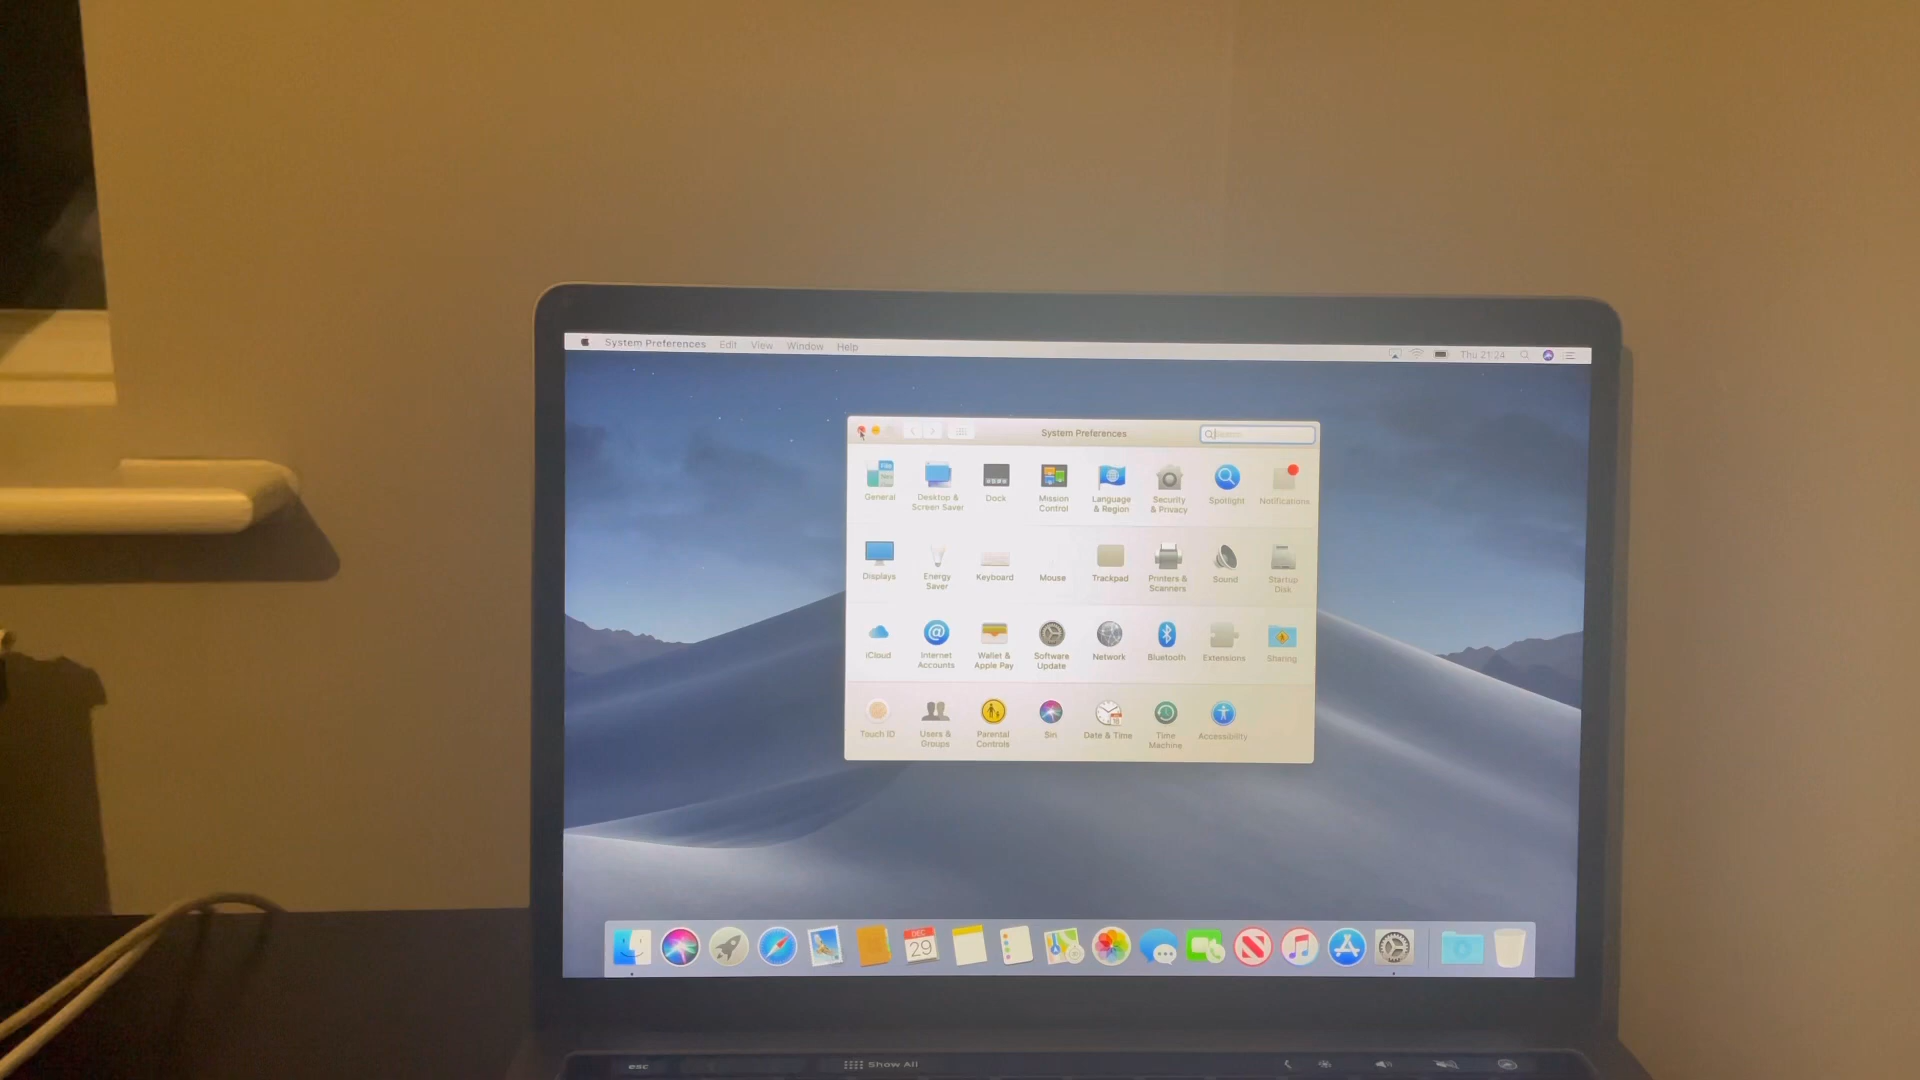 System Preferences Edit View Window Help Thu 21:24
System Preferences
General Desktop & Screen Saver Dock Mission Control Language & Region Security & Privacy Spotlight Notifications
Displays Energy Saver Keyboard Mouse Trackpad Printers & Scanners Sound Startup Disk
iCloud Internet Accounts Wallet & Apple Pay Software Update Network Bluetooth Extensions Sharing
Touch ID Users & Groups Parental Controls Siri Date & Time Time Machine Accessibility
DEC
29
esc Show All